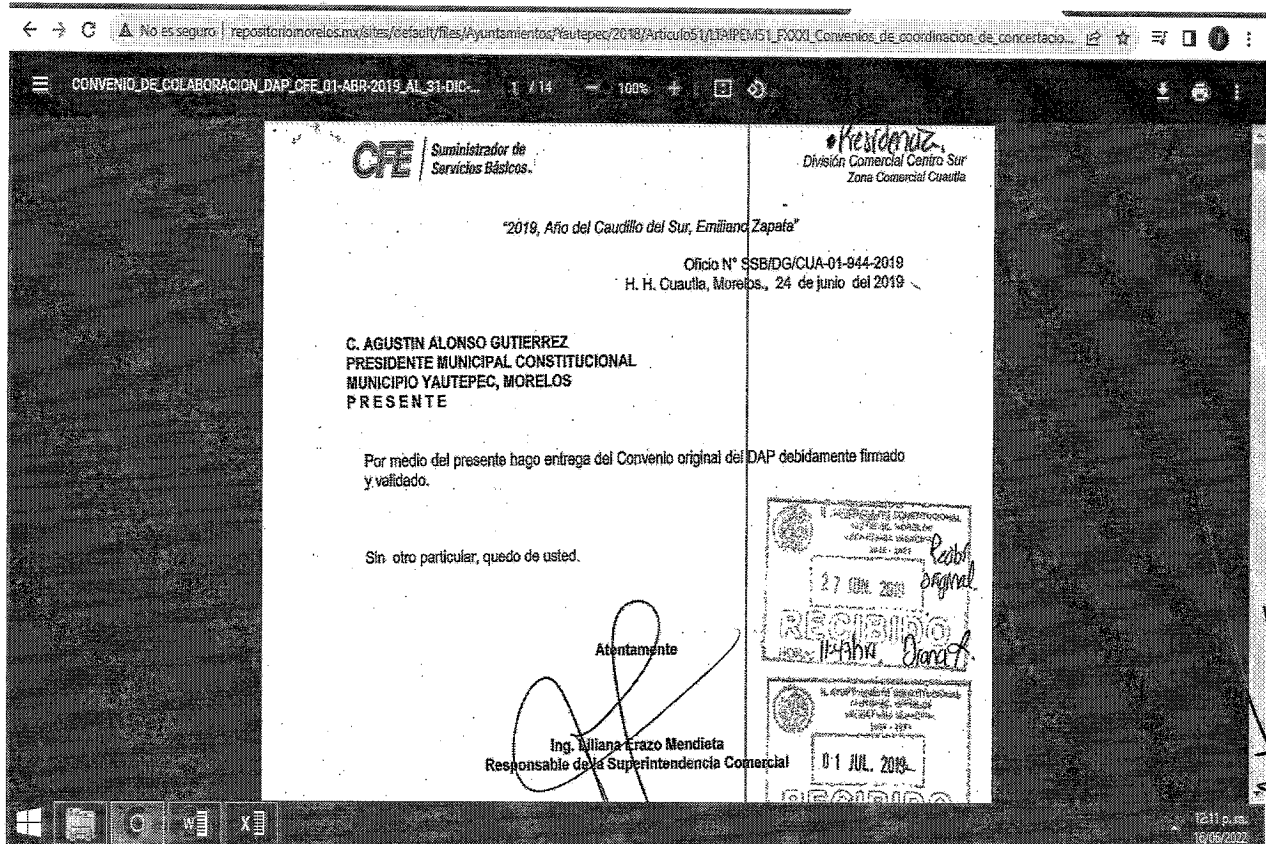 No es seguro | repositoriomorelos.mx/sites/default/files/Ayuntamientos/Yautepec/2018/Articulo51/LTAIPEM51_FXXXI_Convenios_de_coordinacion_de_concertacio...
CONVENIO_DE_COLABORACION_DAP_CFE_01-ABR-2019_AL_31-DIC-... 1 / 14 — 100% +
CFE | Suministrador de
Servicios Básicos.
Presidencia.
División Comercial Centro Sur
Zona Comercial Cuautla
"2019, Año del Caudillo del Sur, Emiliano Zapata"
Oficio N° SSB/DG/CUA-01-944-2019
H. H. Cuautla, Morelos., 24 de junio del 2019
C. AGUSTIN ALONSO GUTIERREZ
PRESIDENTE MUNICIPAL CONSTITUCIONAL
MUNICIPIO YAUTEPEC, MORELOS
P R E S E N T E
Por medio del presente hago entrega del Convenio original del DAP debidamente firmado
y validado.
Sin otro particular, quedo de usted.
Recibí
original
27 JUN. 2019
RECIBIDO
11:43 hrs. Diana A.
Atentamente
Ing. Liliana Erazo Mendieta
Responsable de la Superintendencia Comercial
01 JUL. 2019
RECIBIDO
12:11 p. m.
16/06/2022